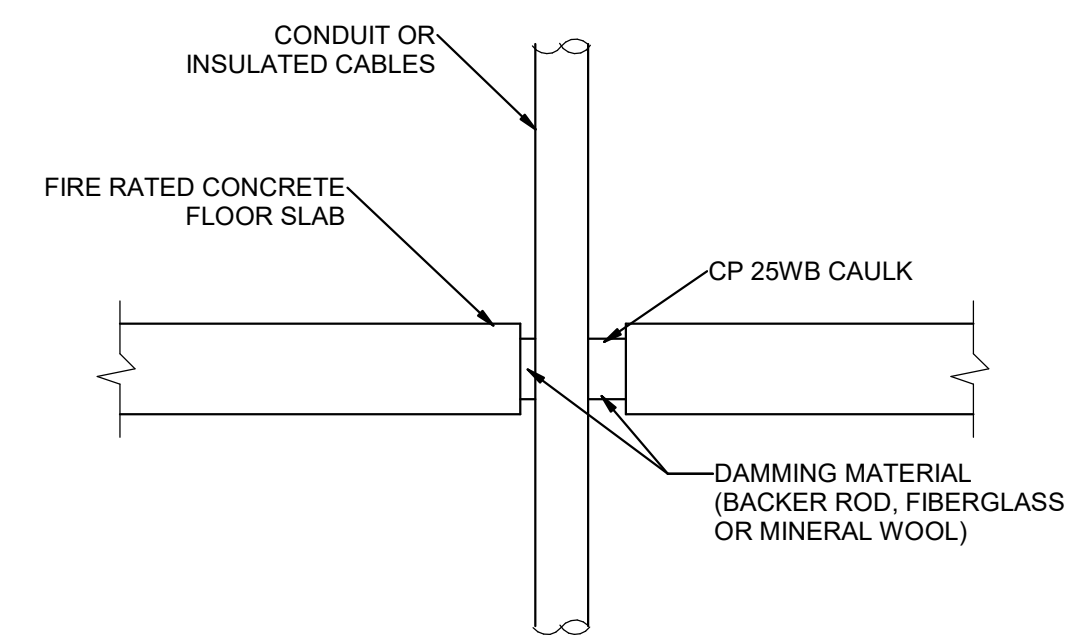 CONDUIT OR
INSULATED CABLES
FIRE RATED CONCRETE
FLOOR SLAB
CP 25WB CAULK
DAMMING MATERIAL
(BACKER ROD, FIBERGLASS
OR MINERAL WOOL)